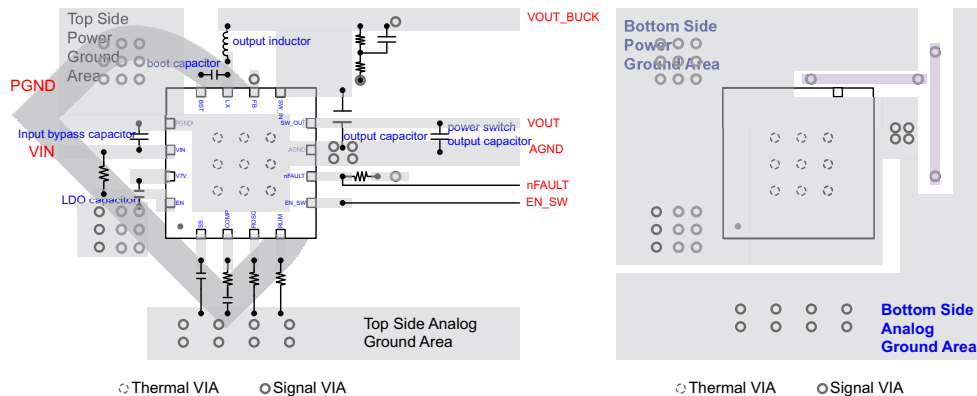 VOUT_BUCK
Top Side
Power
Ground
Area
output inductor
boot capacitor
PGND
BST
LX
FB
SW_IN
PGND
SW_OUT
VOUT
Input bypass capacitor
output capacitor
power switch
output capacitor
VIN
VIN
AGND
AGND
V7V
nFAULT
nFAULT
LDO capacitor
EN
EN_SW
EN_SW
SS
COMP
ROSC
RLIM
Top Side Analog
Ground Area
Thermal VIA
Signal VIA
Bottom Side
Power
Ground Area
Bottom Side
Analog
Ground Area
Thermal VIA
Signal VIA